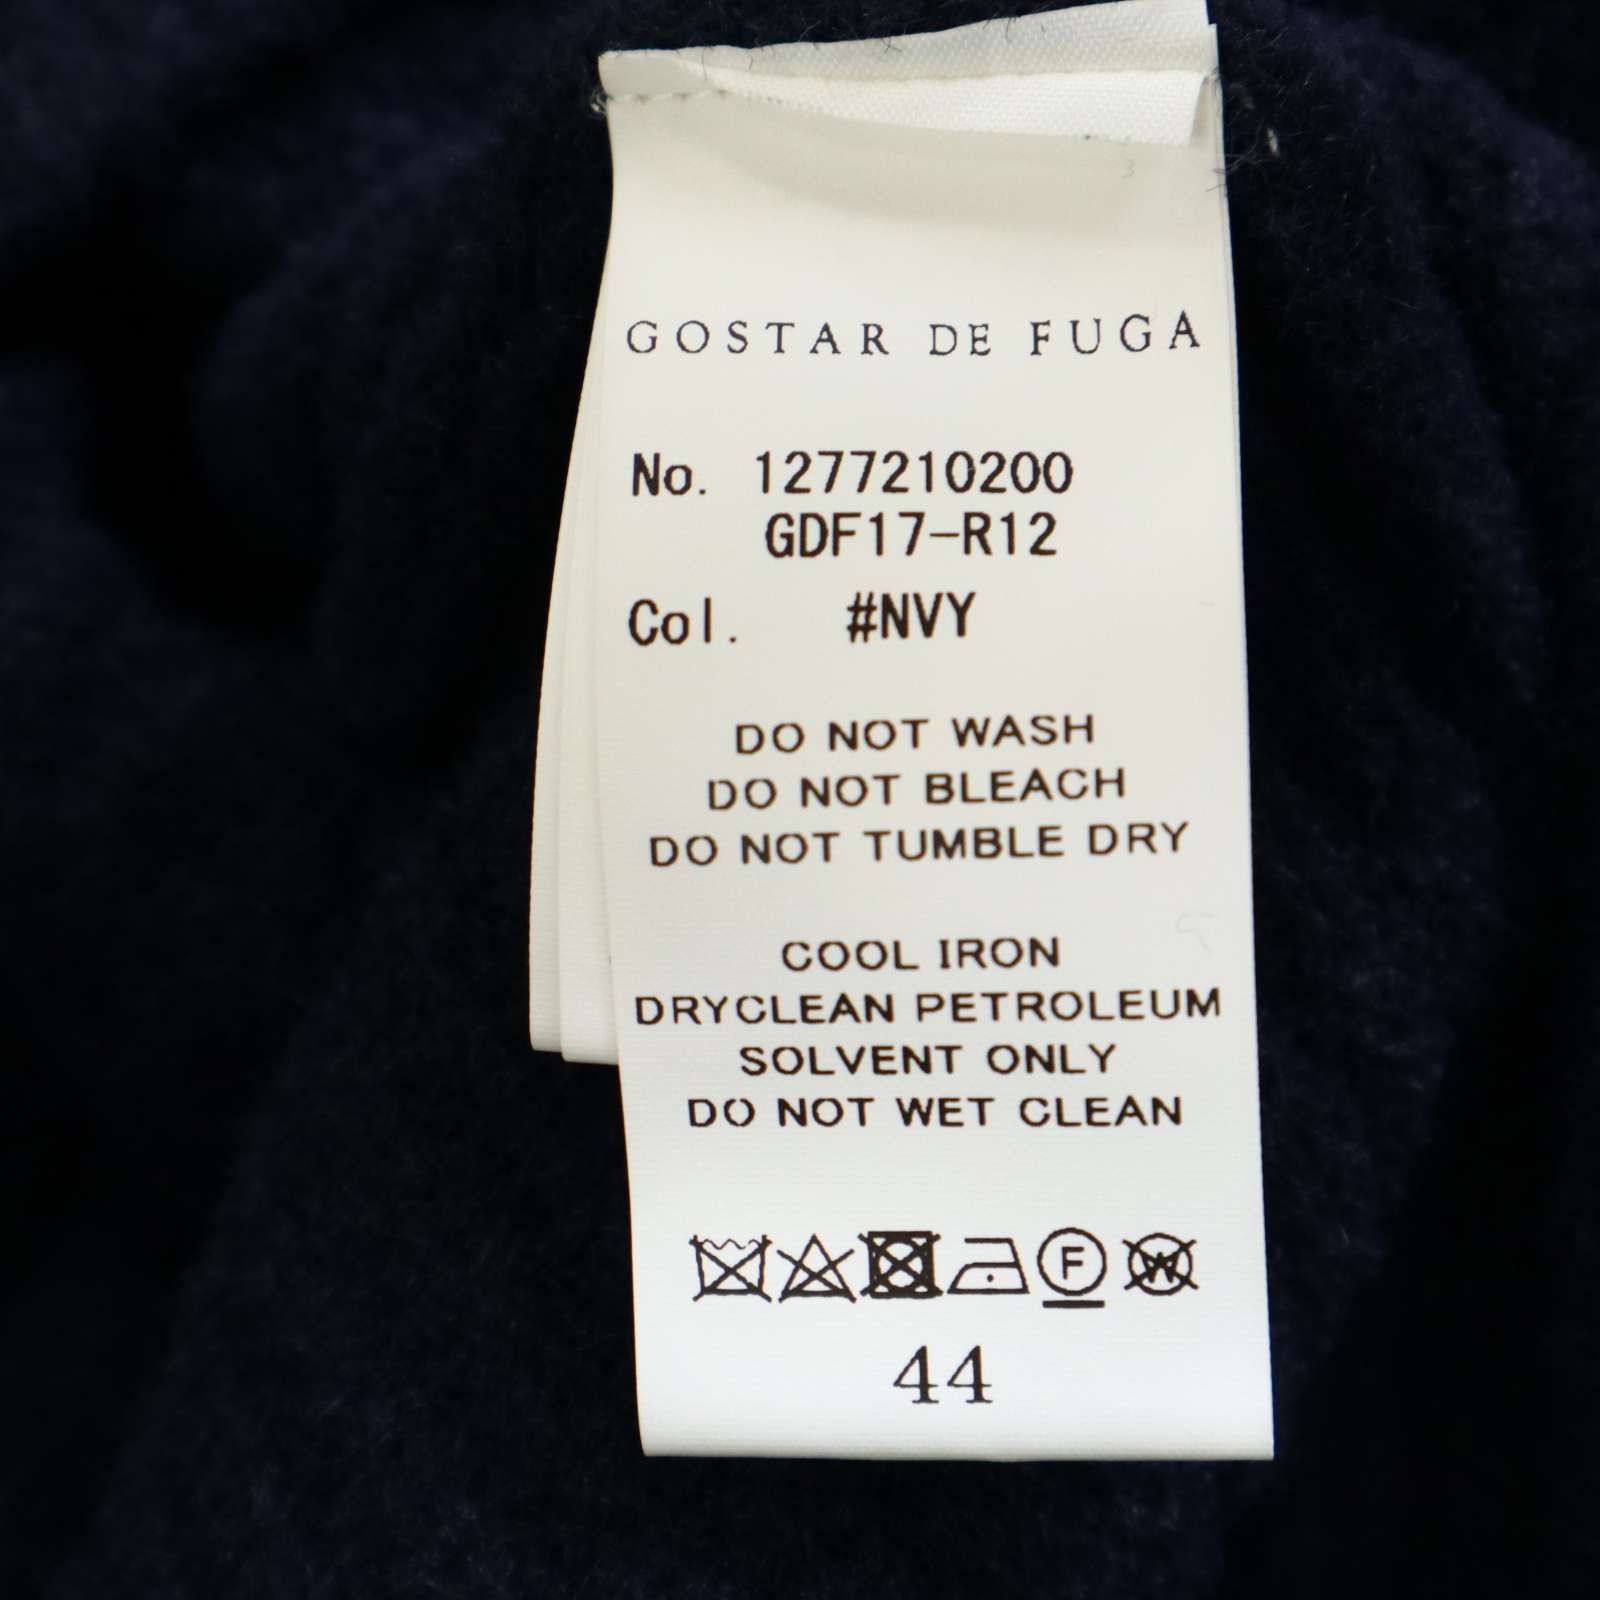 GOSTAR DE FUGA
No. 1277210200
GDF17-R12
Col. #NVY
DO NOT WASH
DO NOT BLEACH
DO NOT TUMBLE DRY
COOL IRON
DRYCLEAN PETROLEUM
SOLVENT ONLY
DO NOT WET CLEAN
F W
44